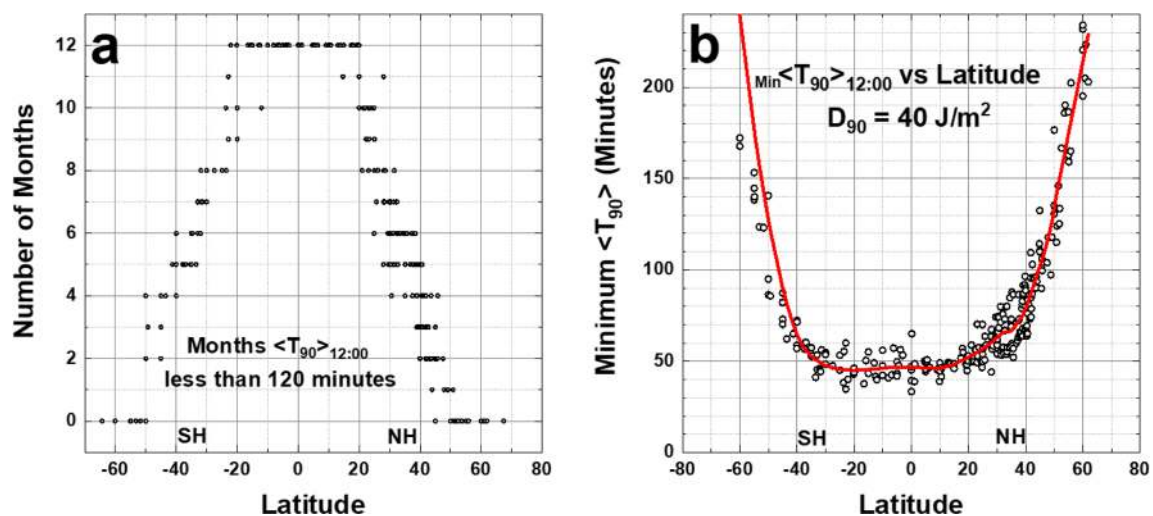 a
Number of Months
12
10
8
6
4
2
0
Months <T90>12:00
less than 120 minutes
SH
NH
-60
-40
-20
0
20
40
60
80
Latitude
b
Min<T90>12:00 vs Latitude
D90 = 40 J/m²
Minimum <T90> (Minutes)
200
150
100
50
0
SH
NH
-80
-60
-40
-20
0
20
40
60
80
Latitude